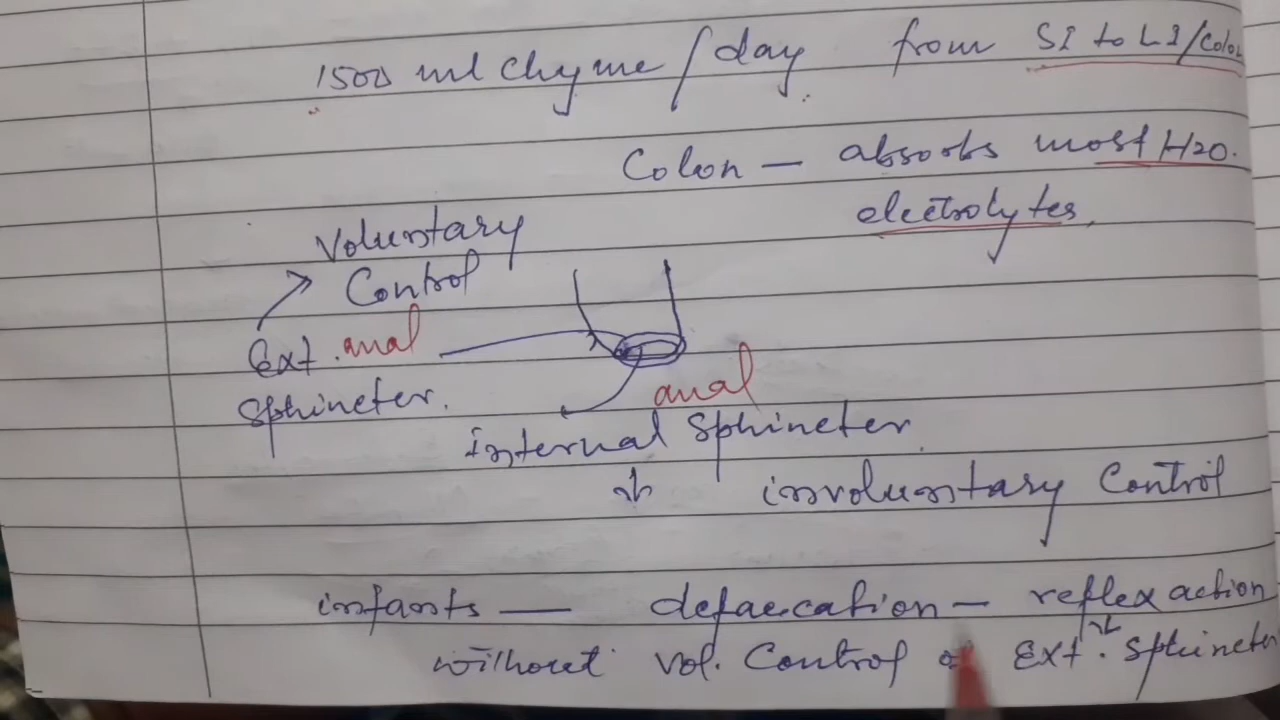 1500 ml chyme/day from SI to LI/Colon
Colon — absorbs most H2O.
electrolytes
Voluntary
Control
Ext. anal
Sphincter.
anal
internal Sphincter
involuntary Control
infants — defaecation — reflex action
without vol. Control of Ext. Sphincter